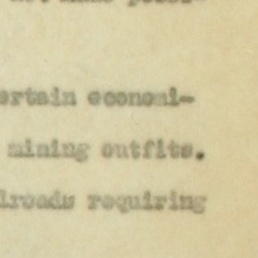 ertain economi-
mining outfits.
lroads requiring